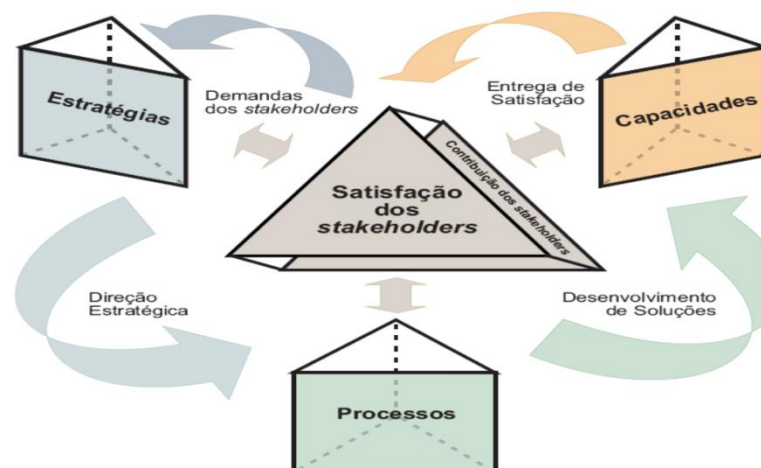 Estratégias
Demandas
dos stakeholders
Entrega de
Satisfação
Capacidades
Satisfação
dos
stakeholders
Contribuição dos stakeholders
Direção
Estratégica
Desenvolvimento
de Soluções
Processos